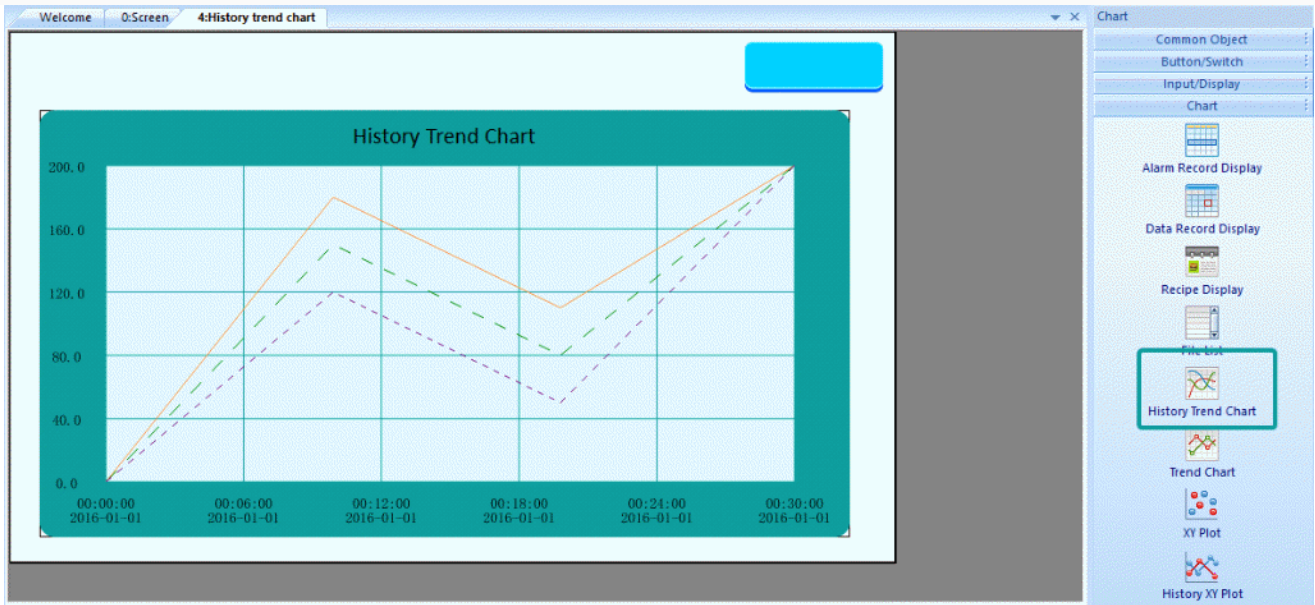 Welcome
0:Screen
4:History trend chart
Chart
Common Object
Button/Switch
Input/Display
Chart
Alarm Record Display
Data Record Display
Recipe Display
File List
History Trend Chart
Trend Chart
XY Plot
History XY Plot
History Trend Chart
200.0
160.0
120.0
80.0
40.0
0.0
00:00:00 00:06:00 00:12:00 00:18:00 00:24:00 00:30:00
2016-01-01 2016-01-01 2016-01-01 2016-01-01 2016-01-01 2016-01-01